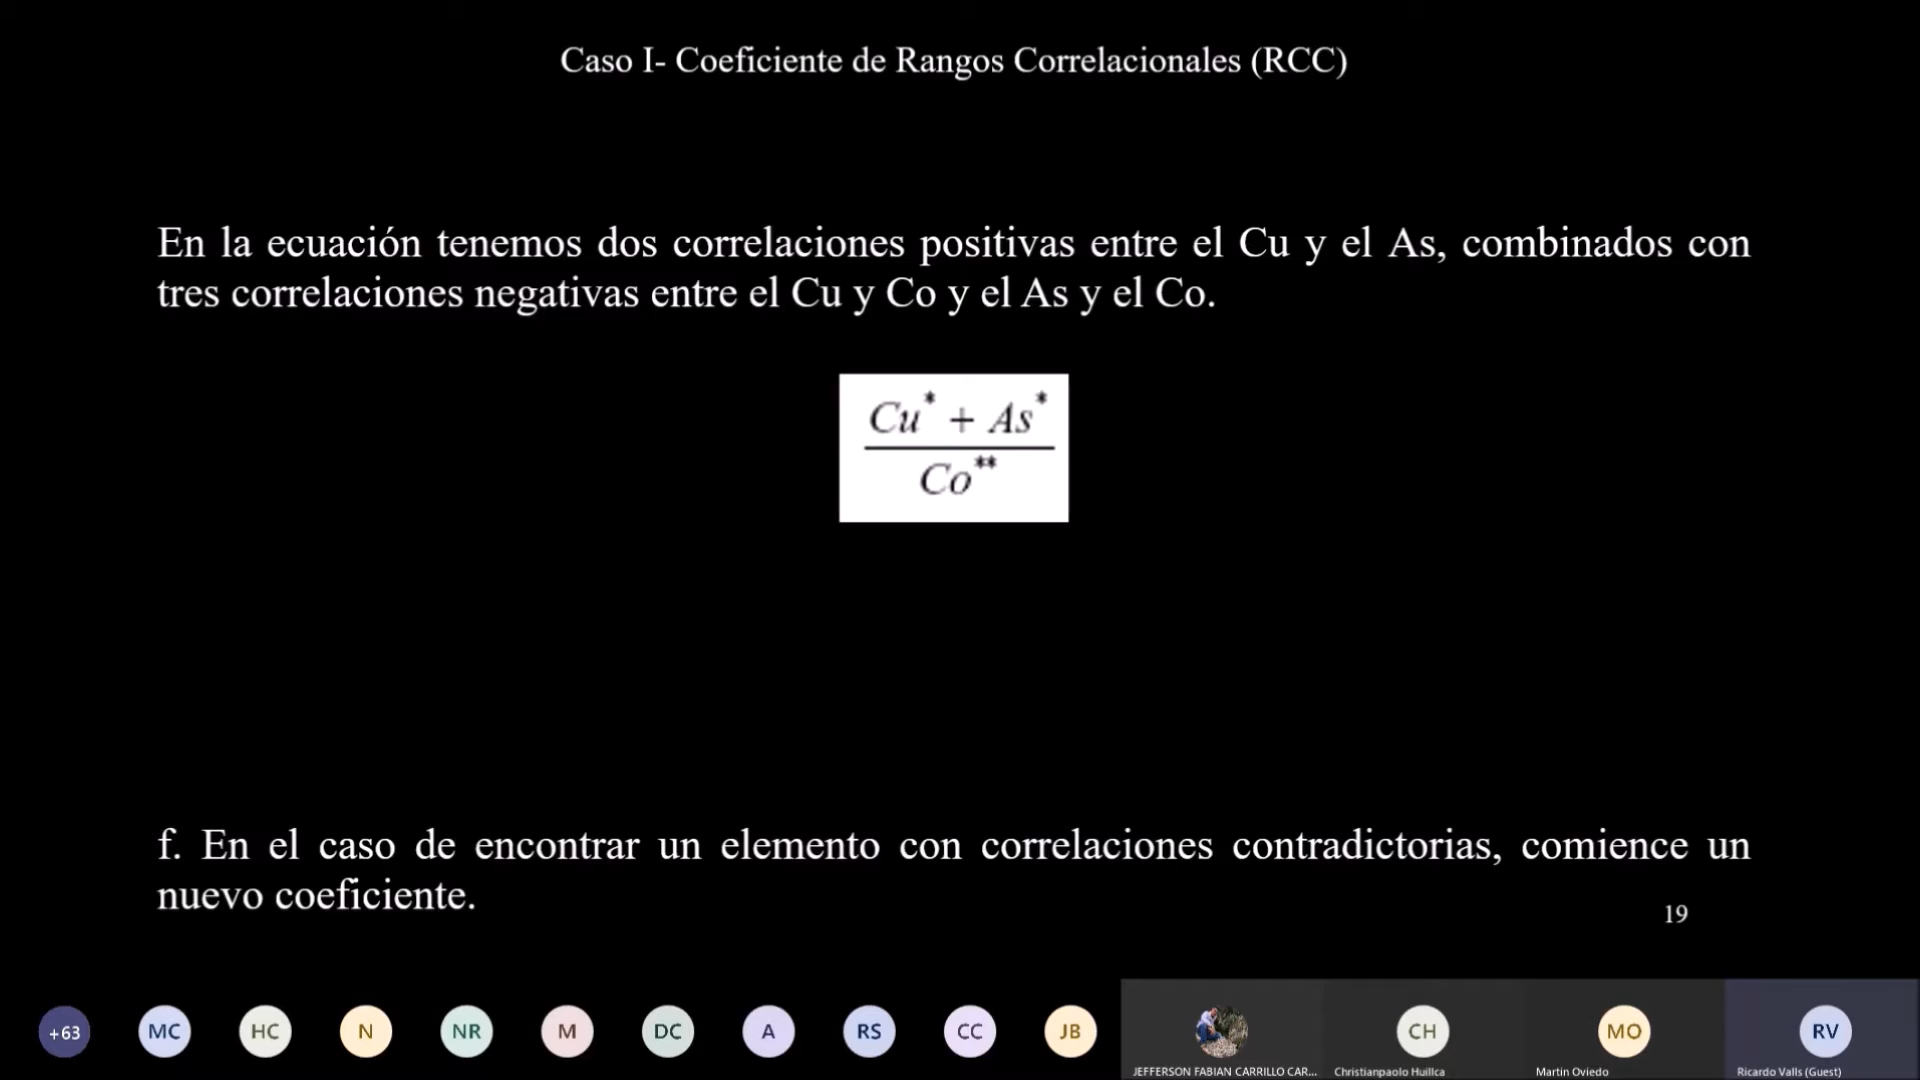 Caso I- Coeficiente de Rangos Correlacionales (RCC)
En la ecuación tenemos dos correlaciones positivas entre el Cu y el As, combinados con
tres correlaciones negativas entre el Cu y Co y el As y el Co.
Cu* + As*
Co**
f. En el caso de encontrar un elemento con correlaciones contradictorias, comience un
nuevo coeficiente.
19
+63 MC HC N NR M DC A RS CC JB CH MO RV
JEFFERSON FABIAN CARRILLO CAR... Christianpaolo Huillca Martin Oviedo Ricardo Valls (Guest)